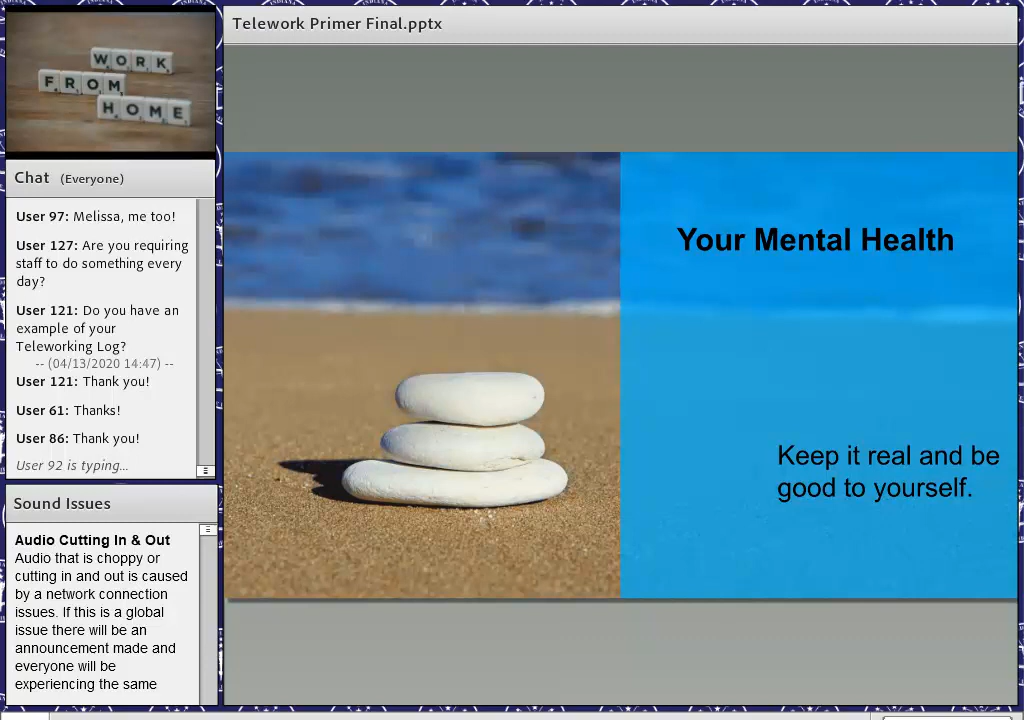 WORK
FROM
HOME
Chat (Everyone)
User 97: Melissa, me too!
User 127: Are you requiring
staff to do something every
day?
User 121: Do you have an
example of your
Teleworking Log?
-- (04/13/2020 14:47) --
User 121: Thank you!
User 61: Thanks!
User 86: Thank you!
User 92 is typing...
Sound Issues
Audio Cutting In & Out
Audio that is choppy or
cutting in and out is caused
by a network connection
issues. If this is a global
issue there will be an
announcement made and
everyone will be
experiencing the same
Telework Primer Final.pptx
Your Mental Health
Keep it real and be
good to yourself.